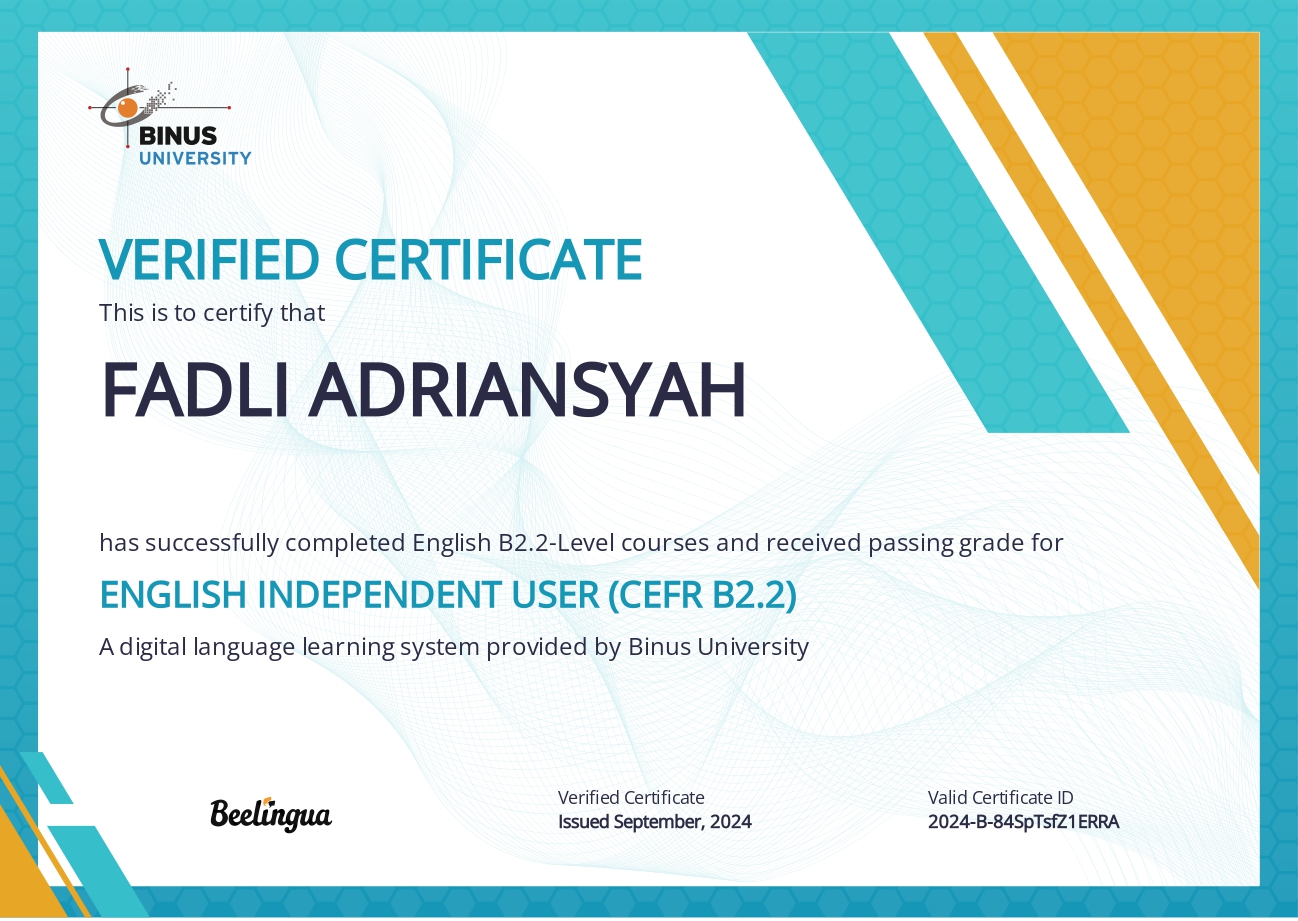 BINUS
UNIVERSITY
VERIFIED CERTIFICATE
This is to certify that
FADLI ADRIANSYAH
has successfully completed English B2.2-Level courses and received passing grade for
ENGLISH INDEPENDENT USER (CEFR B2.2)
A digital language learning system provided by Binus University
Beelingua
Verified Certificate
Issued September, 2024
Valid Certificate ID
2024-B-84SpTsfZ1ERRA